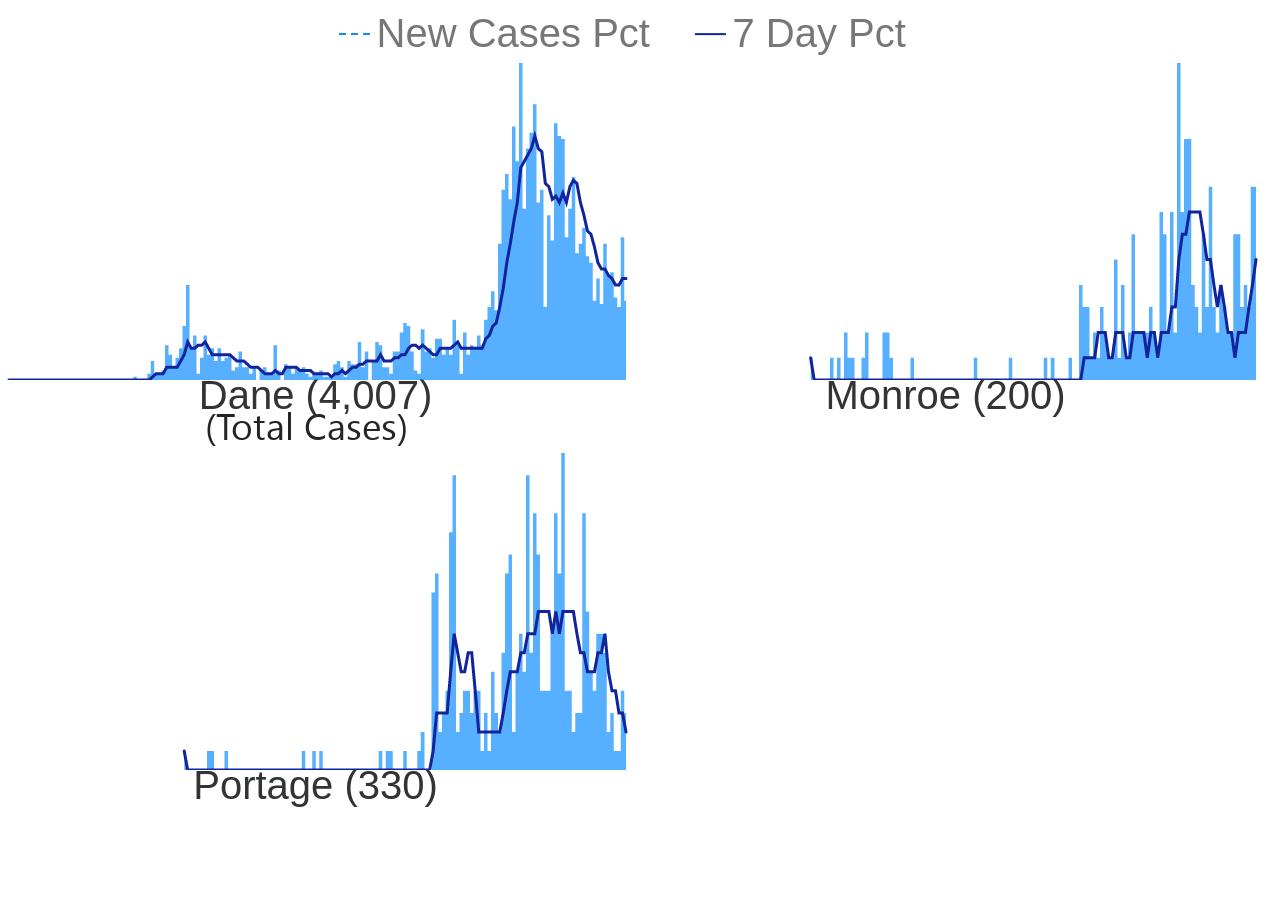 New Cases Pct 7 Day Pct
Dane (4,007)
(Total Cases)
Monroe (200)
Portage (330)